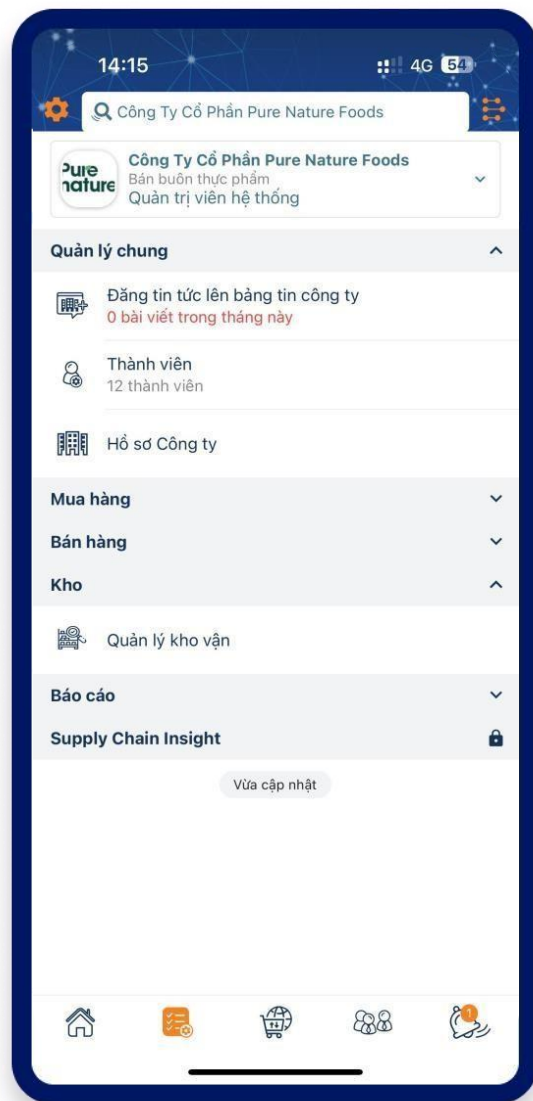 14:15
4G 54
Công Ty Cổ Phần Pure Nature Foods
Pure
nature
Công Ty Cổ Phần Pure Nature Foods
Bán buôn thực phẩm
Quản trị viên hệ thống
Quản lý chung
Đăng tin tức lên bảng tin công ty
0 bài viết trong tháng này
Thành viên
12 thành viên
Hồ sơ Công ty
Mua hàng
Bán hàng
Kho
Quản lý kho vận
Báo cáo
Supply Chain Insight
Vừa cập nhật
1